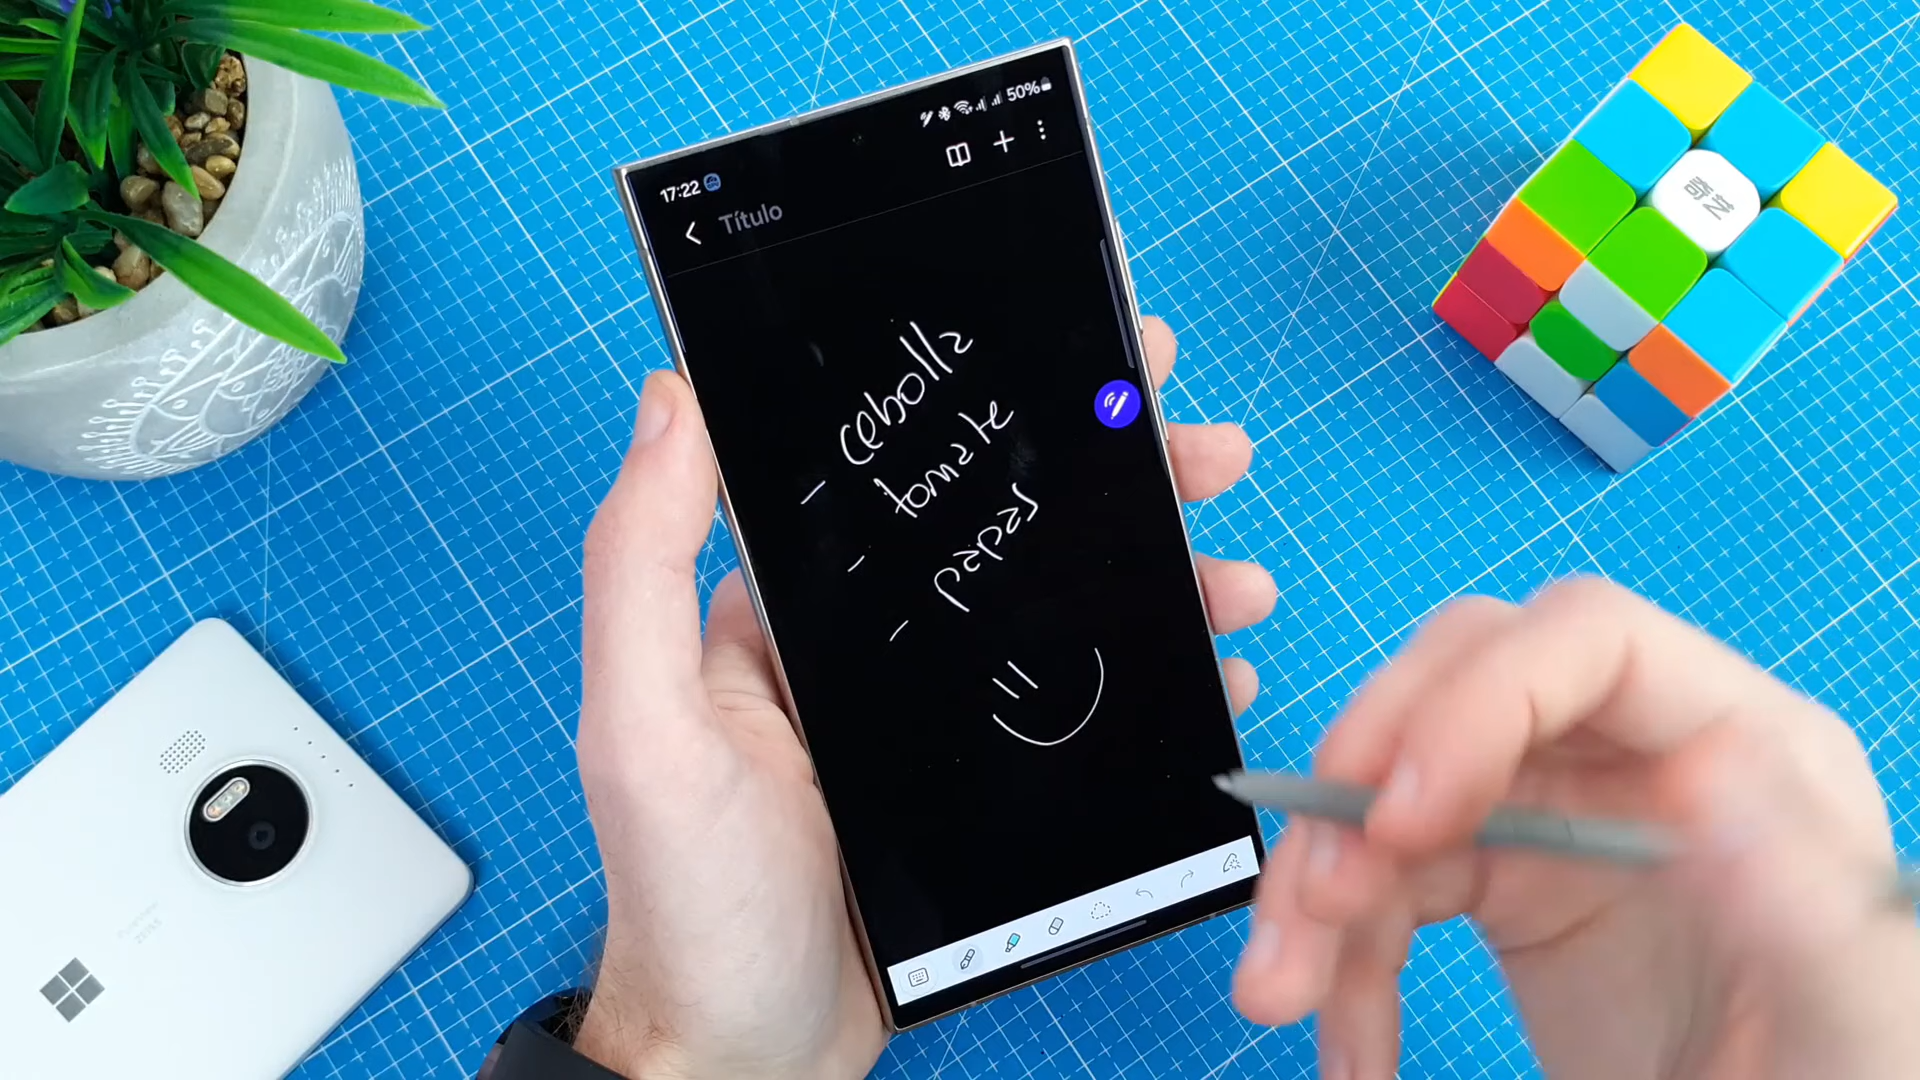 17:22
50%
Título
- cebolla
- tomate
- papas